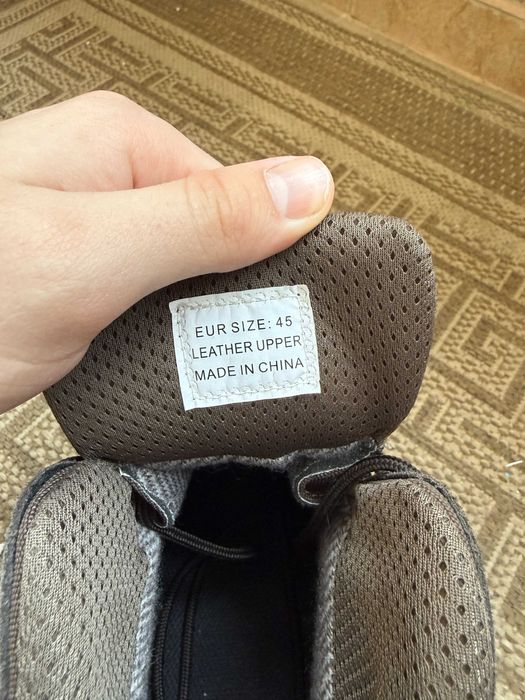 EUR SIZE: 45
LEATHER UPPER
MADE IN CHINA